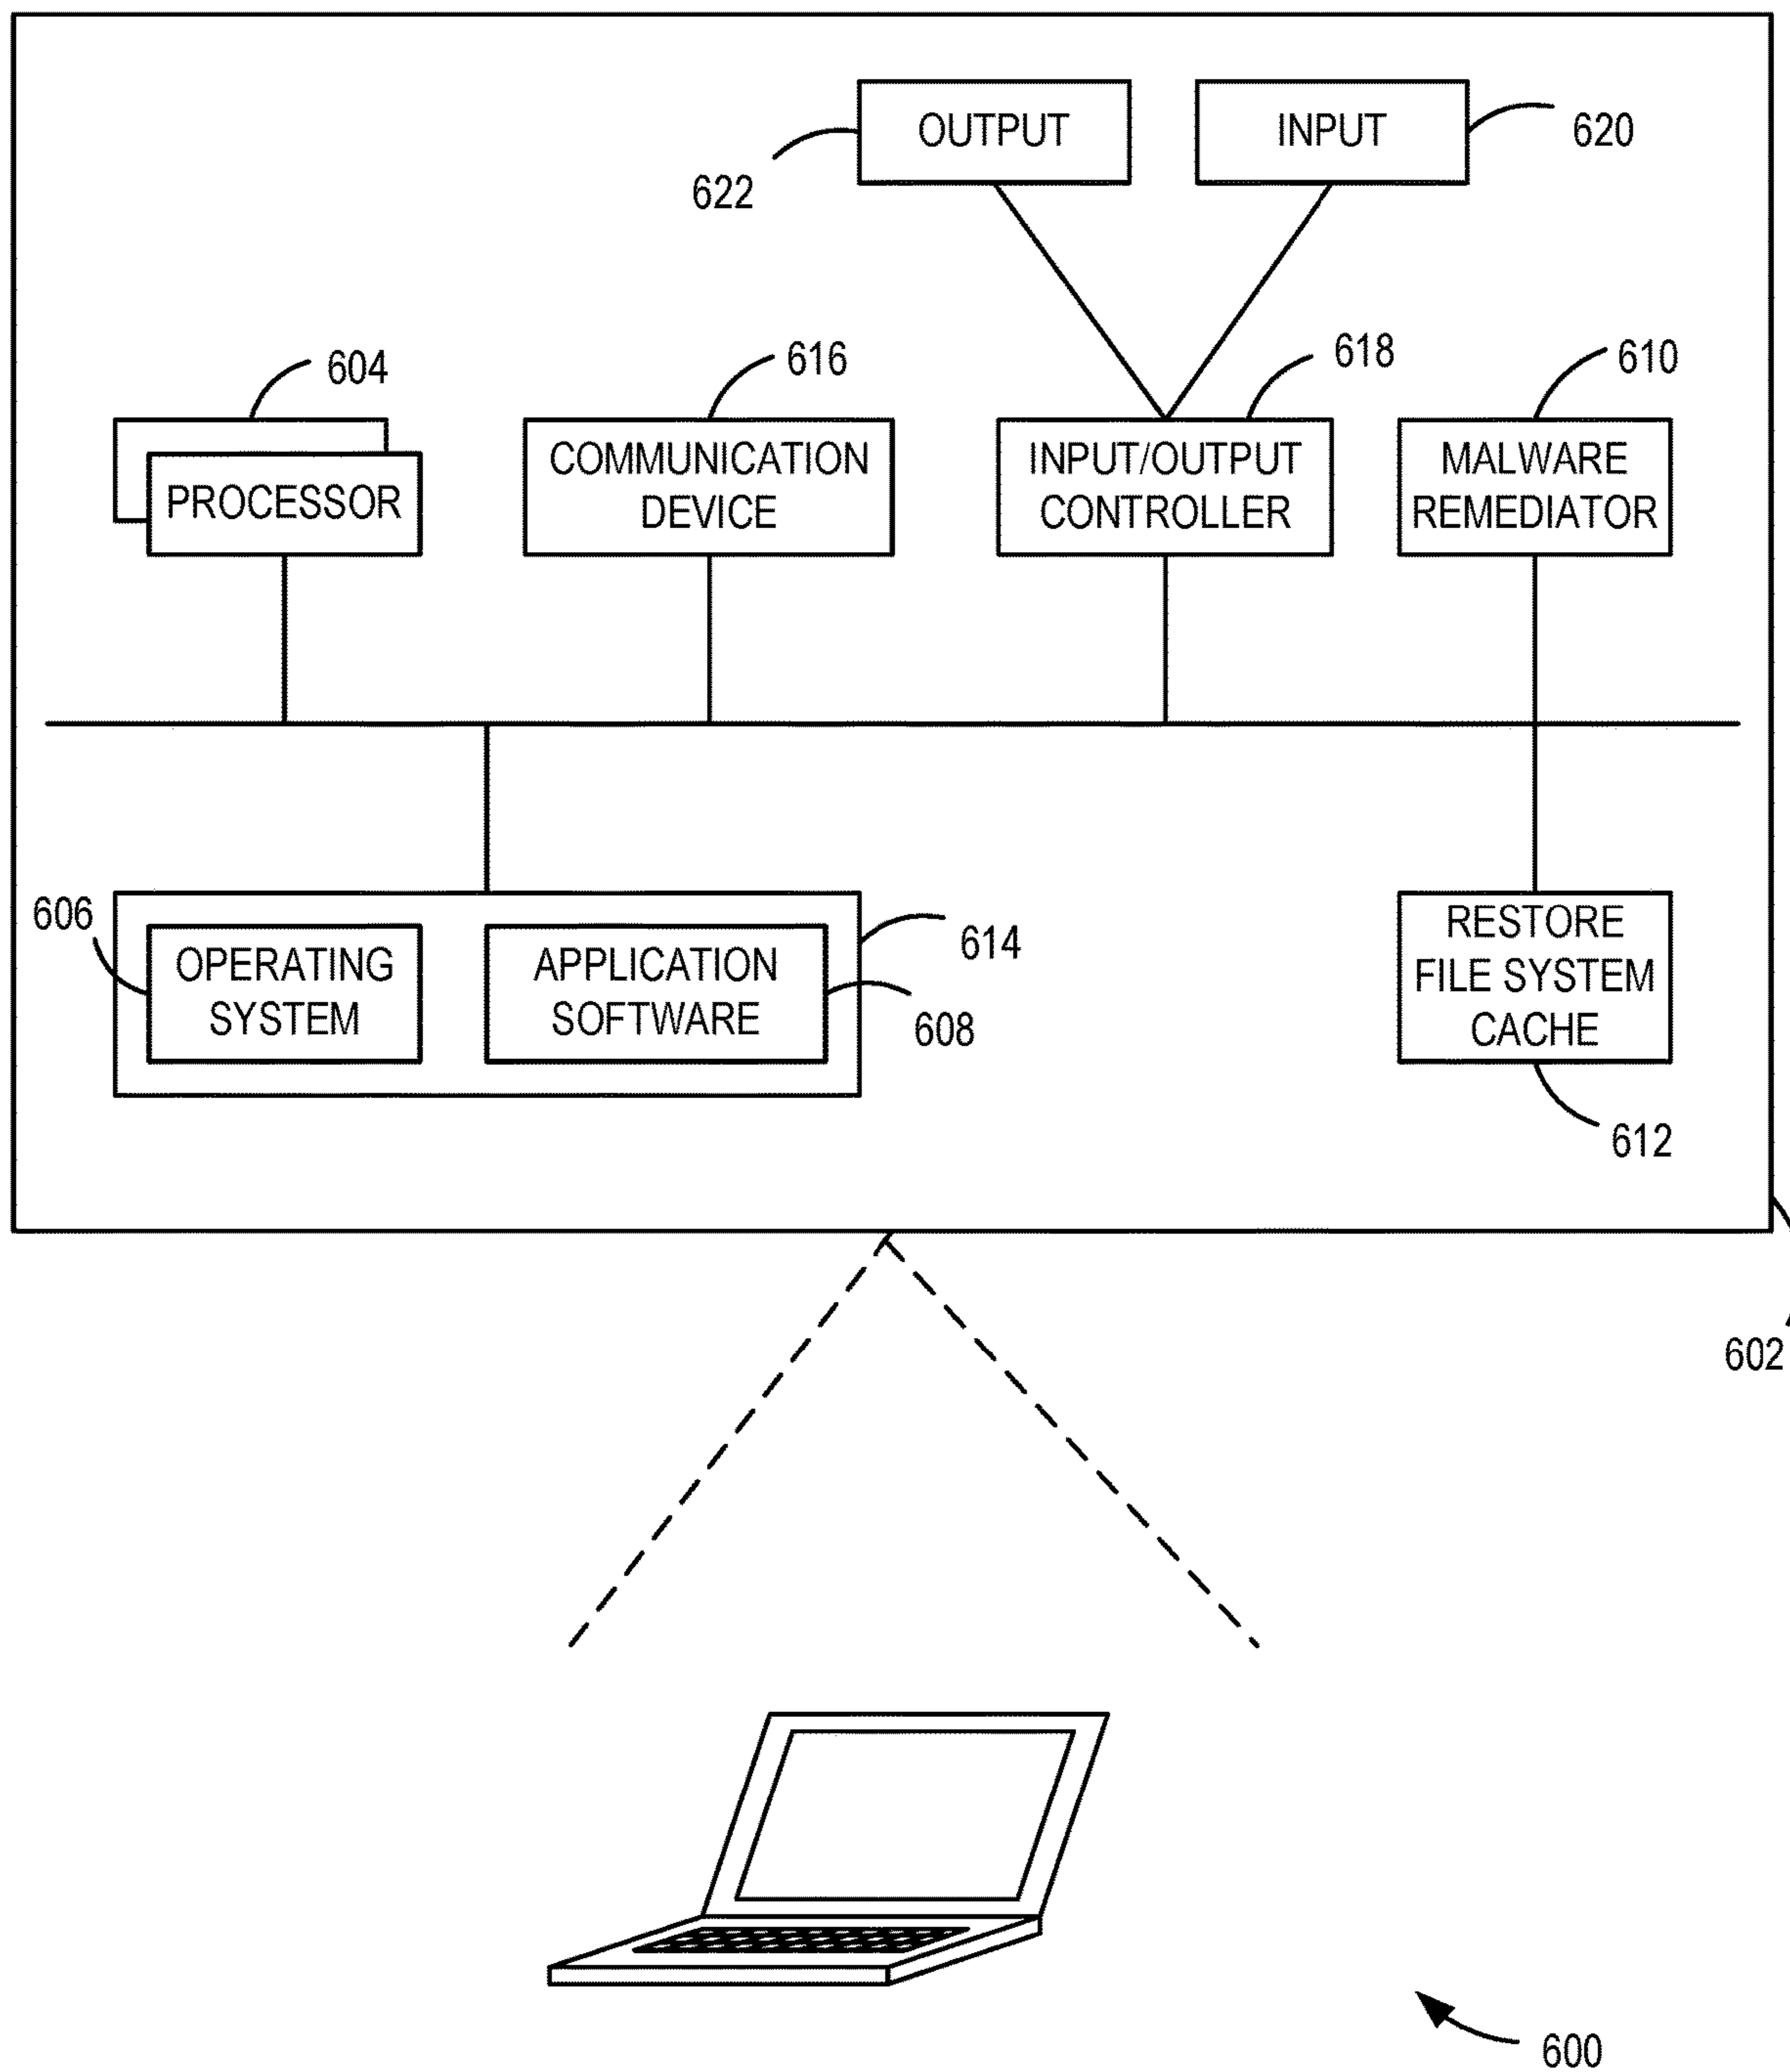 OUTPUT
INPUT
620
622
604
616
618
610
PROCESSOR
COMMUNICATION
DEVICE
INPUT/OUTPUT
CONTROLLER
MALWARE
REMEDIATOR
606
OPERATING
SYSTEM
APPLICATION
SOFTWARE
614
608
RESTORE
FILE SYSTEM
CACHE
612
602
600